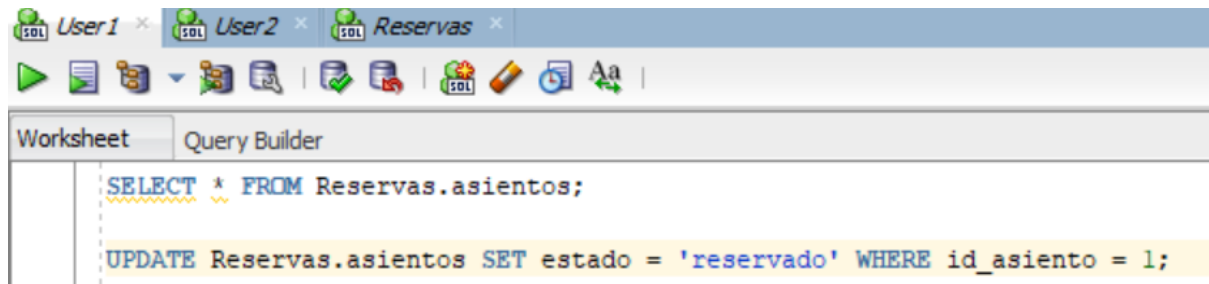 User1 User2 Reservas
Worksheet Query Builder
SELECT * FROM Reservas.asientos;
UPDATE Reservas.asientos SET estado = 'reservado' WHERE id_asiento = 1;